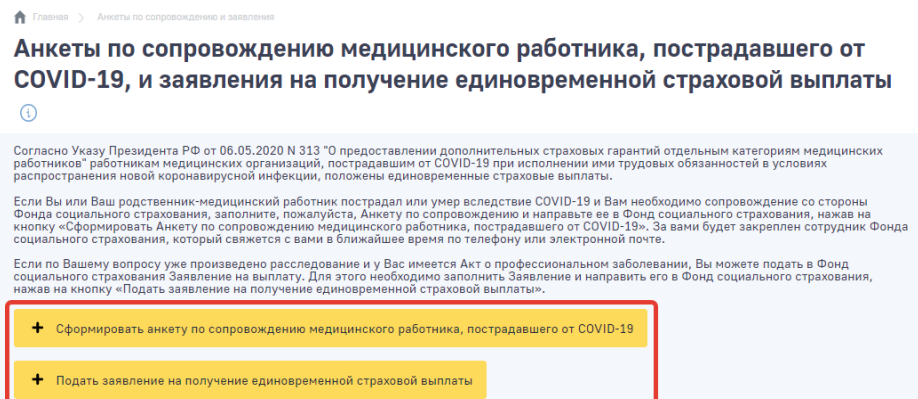 Главная > Анкеты по сопровождению и заявления
Анкеты по сопровождению медицинского работника, пострадавшего от
COVID-19, и заявления на получение единовременной страховой выплаты
i
Согласно Указу Президента РФ от 06.05.2020 N 313 "О предоставлении дополнительных страховых гарантий отдельным категориям медицинских
работников" работникам медицинских организаций, пострадавшим от COVID-19 при исполнении ими трудовых обязанностей в условиях
распространения новой коронавирусной инфекции, положены единовременные страховые выплаты.
Если Вы или Ваш родственник-медицинский работник пострадал или умер вследствие COVID-19 и Вам необходимо сопровождение со стороны
Фонда социального страхования, заполните, пожалуйста, Анкету по сопровождению и направьте ее в Фонд социального страхования, нажав на
кнопку «Сформировать Анкету по сопровождению медицинского работника, пострадавшего от COVID-19». За вами будет закреплен сотрудник Фонда
социального страхования, который свяжется с вами в ближайшее время по телефону или электронной почте.
Если по Вашему вопросу уже произведено расследование и у Вас имеется Акт о профессиональном заболевании, Вы можете подать в Фонд
социального страхования Заявление на выплату. Для этого необходимо заполнить Заявление и направить его в Фонд социального страхования,
нажав на кнопку «Подать заявление на получение единовременной страховой выплаты».
+ Сформировать анкету по сопровождению медицинского работника, пострадавшего от COVID-19
+ Подать заявление на получение единовременной страховой выплаты